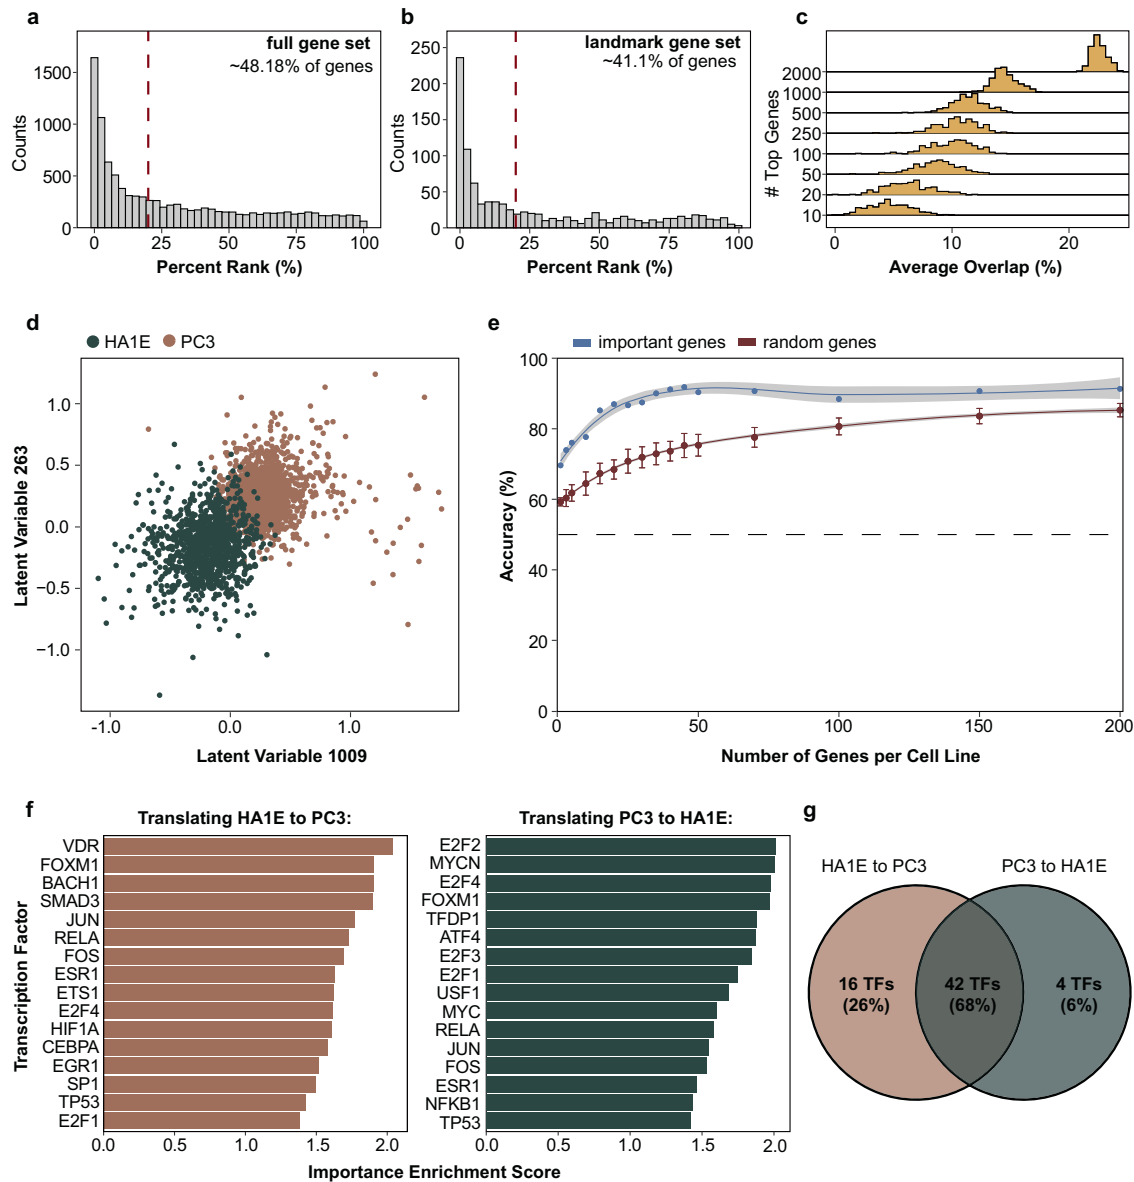 a
full gene set
~48.18% of genes
1500
1000
500
0
Counts
0
25
50
75
100
Percent Rank (%)
b
landmark gene set
~41.1% of genes
250
200
150
100
50
0
Counts
0
25
50
75
100
Percent Rank (%)
c
# Top Genes
2000
1000
500
250
100
50
20
10
0
10
20
Average Overlap (%)
d
HA1E
PC3
Latent Variable 263
1.0
0.5
0.0
−0.5
−1.0
-1.0
0.0
1.0
Latent Variable 1009
e
important genes
random genes
Accuracy (%)
100
80
60
40
20
0
0
50
100
150
200
Number of Genes per Cell Line
f
Translating HA1E to PC3:
Transcription Factor
VDR
FOXM1
BACH1
SMAD3
JUN
RELA
FOS
ESR1
ETS1
E2F4
HIF1A
CEBPA
EGR1
SP1
TP53
E2F1
0.0
0.5
1.0
1.5
2.0
Translating PC3 to HA1E:
E2F2
MYCN
E2F4
FOXM1
TFDP1
ATF4
E2F3
E2F1
USF1
MYC
RELA
JUN
FOS
ESR1
NFKB1
TP53
0.0
0.5
1.0
1.5
2.0
Importance Enrichment Score
g
HA1E to PC3
PC3 to HA1E
16 TFs
(26%)
42 TFs
(68%)
4 TFs
(6%)